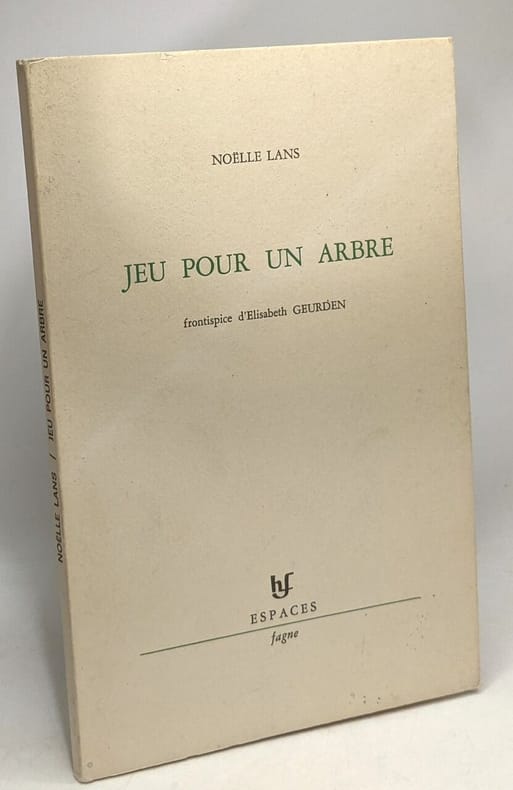 NOËLLE LANS
JEU POUR UN ARBRE
frontispice d'Elisabeth GEURDEN
hf
ESPACES
fagne
NOËLLE LANS / JEU POUR UN ARBRE